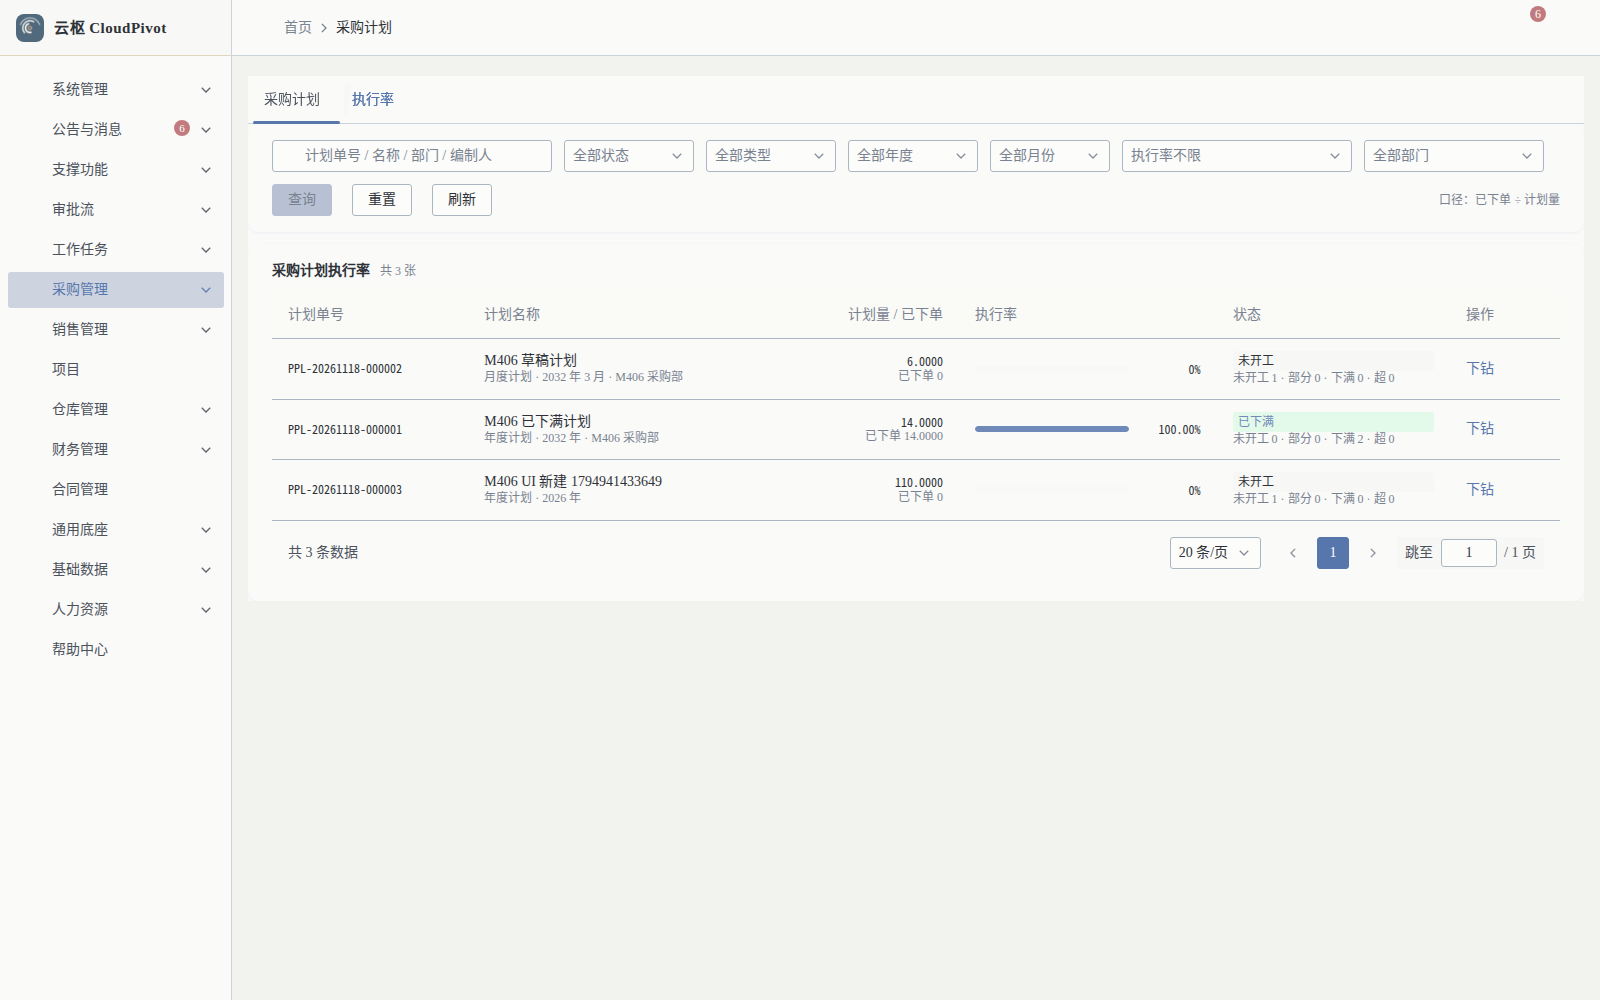 云枢 CloudPivot
首页 > 采购计划
6
系统管理
公告与消息 6
支撑功能
审批流
工作任务
采购管理
销售管理
项目
仓库管理
财务管理
合同管理
通用底座
基础数据
人力资源
帮助中心
采购计划 执行率
计划单号 / 名称 / 部门 / 编制人 全部状态 全部类型 全部年度 全部月份 执行率不限 全部部门
查询 重置 刷新 口径：已下单 ÷ 计划量
采购计划执行率 共 3 张
计划单号 计划名称 计划量 / 已下单 执行率 状态 操作
PPL-20261118-000002 M406 草稿计划 6.0000 0% 未开工 下钻
月度计划 · 2032 年 3 月 · M406 采购部 已下单 0 未开工 1 · 部分 0 · 下满 0 · 超 0
PPL-20261118-000001 M406 已下满计划 14.0000 100.00% 已下满 下钻
年度计划 · 2032 年 · M406 采购部 已下单 14.0000 未开工 0 · 部分 0 · 下满 2 · 超 0
PPL-20261118-000003 M406 UI 新建 1794941433649 110.0000 0% 未开工 下钻
年度计划 · 2026 年 已下单 0 未开工 1 · 部分 0 · 下满 0 · 超 0
共 3 条数据 20 条/页 1 跳至 1 / 1 页